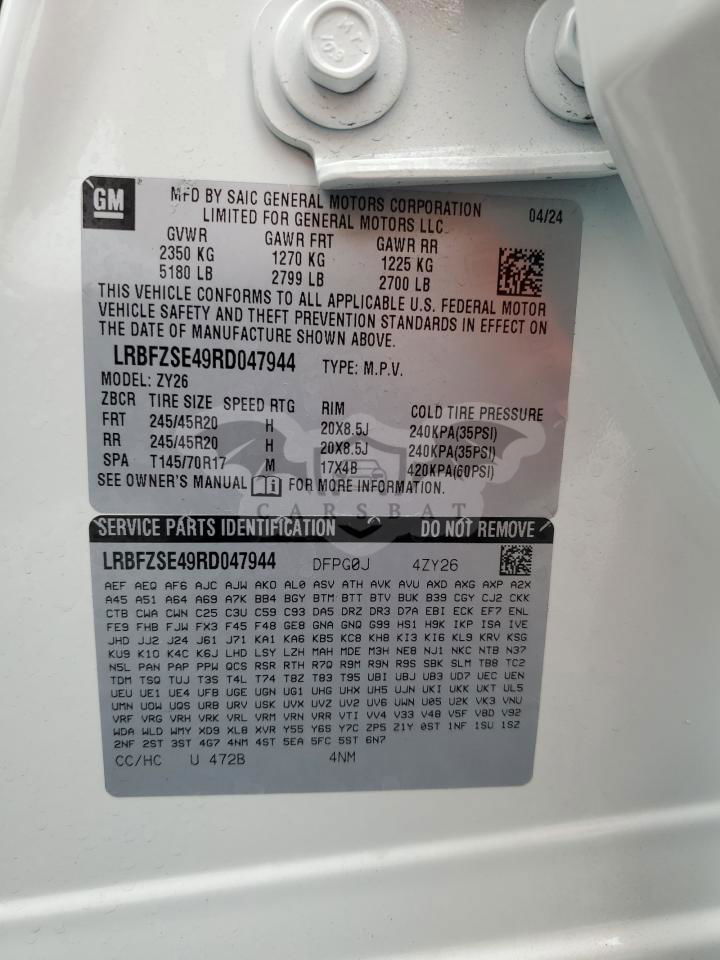 GM
MFD BY SAIC GENERAL MOTORS CORPORATION
LIMITED FOR GENERAL MOTORS LLC
04/24
GVWR GAWR FRT GAWR RR
2350 KG 1270 KG 1225 KG
5180 LB 2799 LB 2700 LB
THIS VEHICLE CONFORMS TO ALL APPLICABLE U.S. FEDERAL MOTOR
VEHICLE SAFETY AND THEFT PREVENTION STANDARDS IN EFFECT ON
THE DATE OF MANUFACTURE SHOWN ABOVE.
LRBFZSE49RD047944 TYPE: M.P.V.
MODEL: ZY26
ZBCR TIRE SIZE SPEED RTG RIM COLD TIRE PRESSURE
FRT 245/45R20 H 20X8.5J 240KPA(35PSI)
RR 245/45R20 H 20X8.5J 240KPA(35PSI)
SPA T145/70R17 M 17X4B 420KPA(60PSI)
SEE OWNER'S MANUAL FOR MORE INFORMATION.
CARSBAT
SERVICE PARTS IDENTIFICATION DO NOT REMOVE
LRBFZSE49RD047944 DFPG0J 4ZY26
AEF AEQ AF6 AJC AJW AKO AL0 ASV ATH AVK AVU AXD AXG AXP A2X
A45 A51 A64 A69 A7K BB4 BGY BTM BTT BTV BUK B39 CGY CJ2 CKK
CTB CWA CWN C25 C3U C59 C93 DA5 DRZ DR3 D7A EBI ECK EF7 ENL
FE9 FHB FJW FX3 F45 F48 GE8 GNA GNQ G99 HS1 H9K IKP ISA IVE
JHD JJ2 J24 J61 J71 KA1 KA6 KB5 KC8 KH8 KI3 KI6 KL9 KRV KSG
KU9 K10 K4C K6J LHD LSY LZH MAH MDE M3H NE8 NJ1 NKC NTB N37
N5L PAN PAP PPW QCS RSR RTH R7Q R9M R9N R9S SBK SLM TB8 TC2
TDM TSQ TUJ T3S T4L T74 T8Z T83 T95 UBI UBJ UB3 UD7 UEC UEN
UEU UE1 UE4 UFB UGE UGN UG1 UHG UHX UH5 UJN UKI UKK UKT UL5
UMN UOW UQS URB URV USK UVX UVZ UV2 UV6 UWN U05 U2K VK3 VNU
VRF VRG VRH VRK VRL VRM VRN VRR VTI VV4 V33 V48 V5F V8D V92
WDA WLD WMY XD9 XL8 XVR Y55 Y6S Y7C ZP5 Z1Y 0ST 1NF 1SU 1SZ
2NF 2ST 3ST 4G7 4NM 4ST 5EA 5FC 5ST 6N7
CC/HC U 472B 4NM